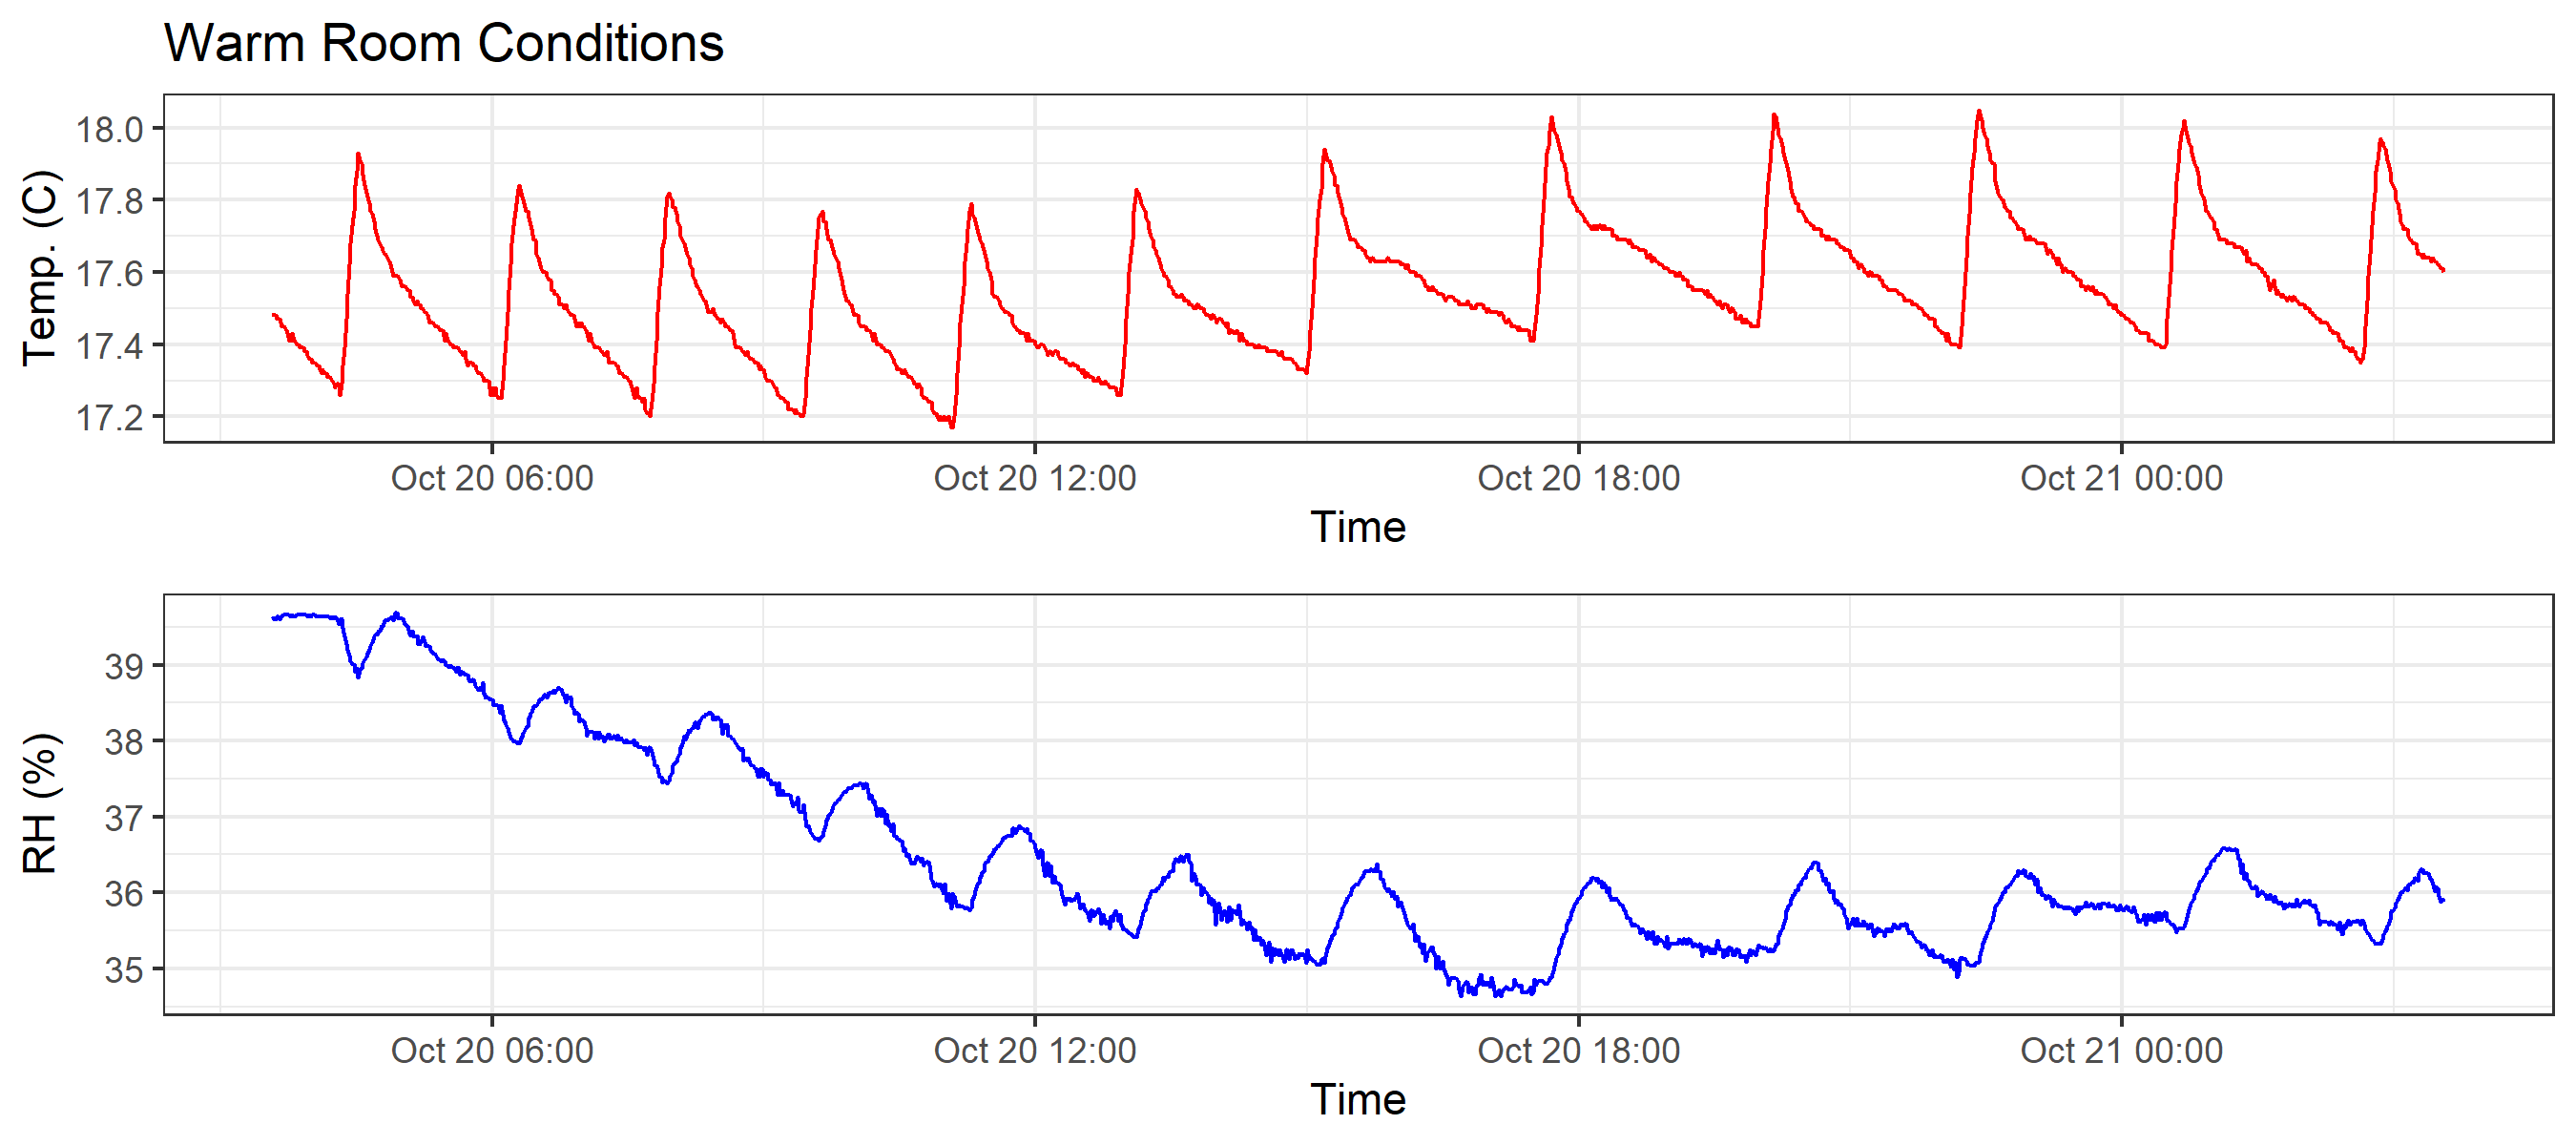 Warm Room Conditions
Temp. (C)
18.0
17.8
17.6
17.4
17.2
Oct 20 06:00 Oct 20 12:00 Oct 20 18:00 Oct 21 00:00
Time
RH (%)
39
38
37
36
35
Oct 20 06:00 Oct 20 12:00 Oct 20 18:00 Oct 21 00:00
Time